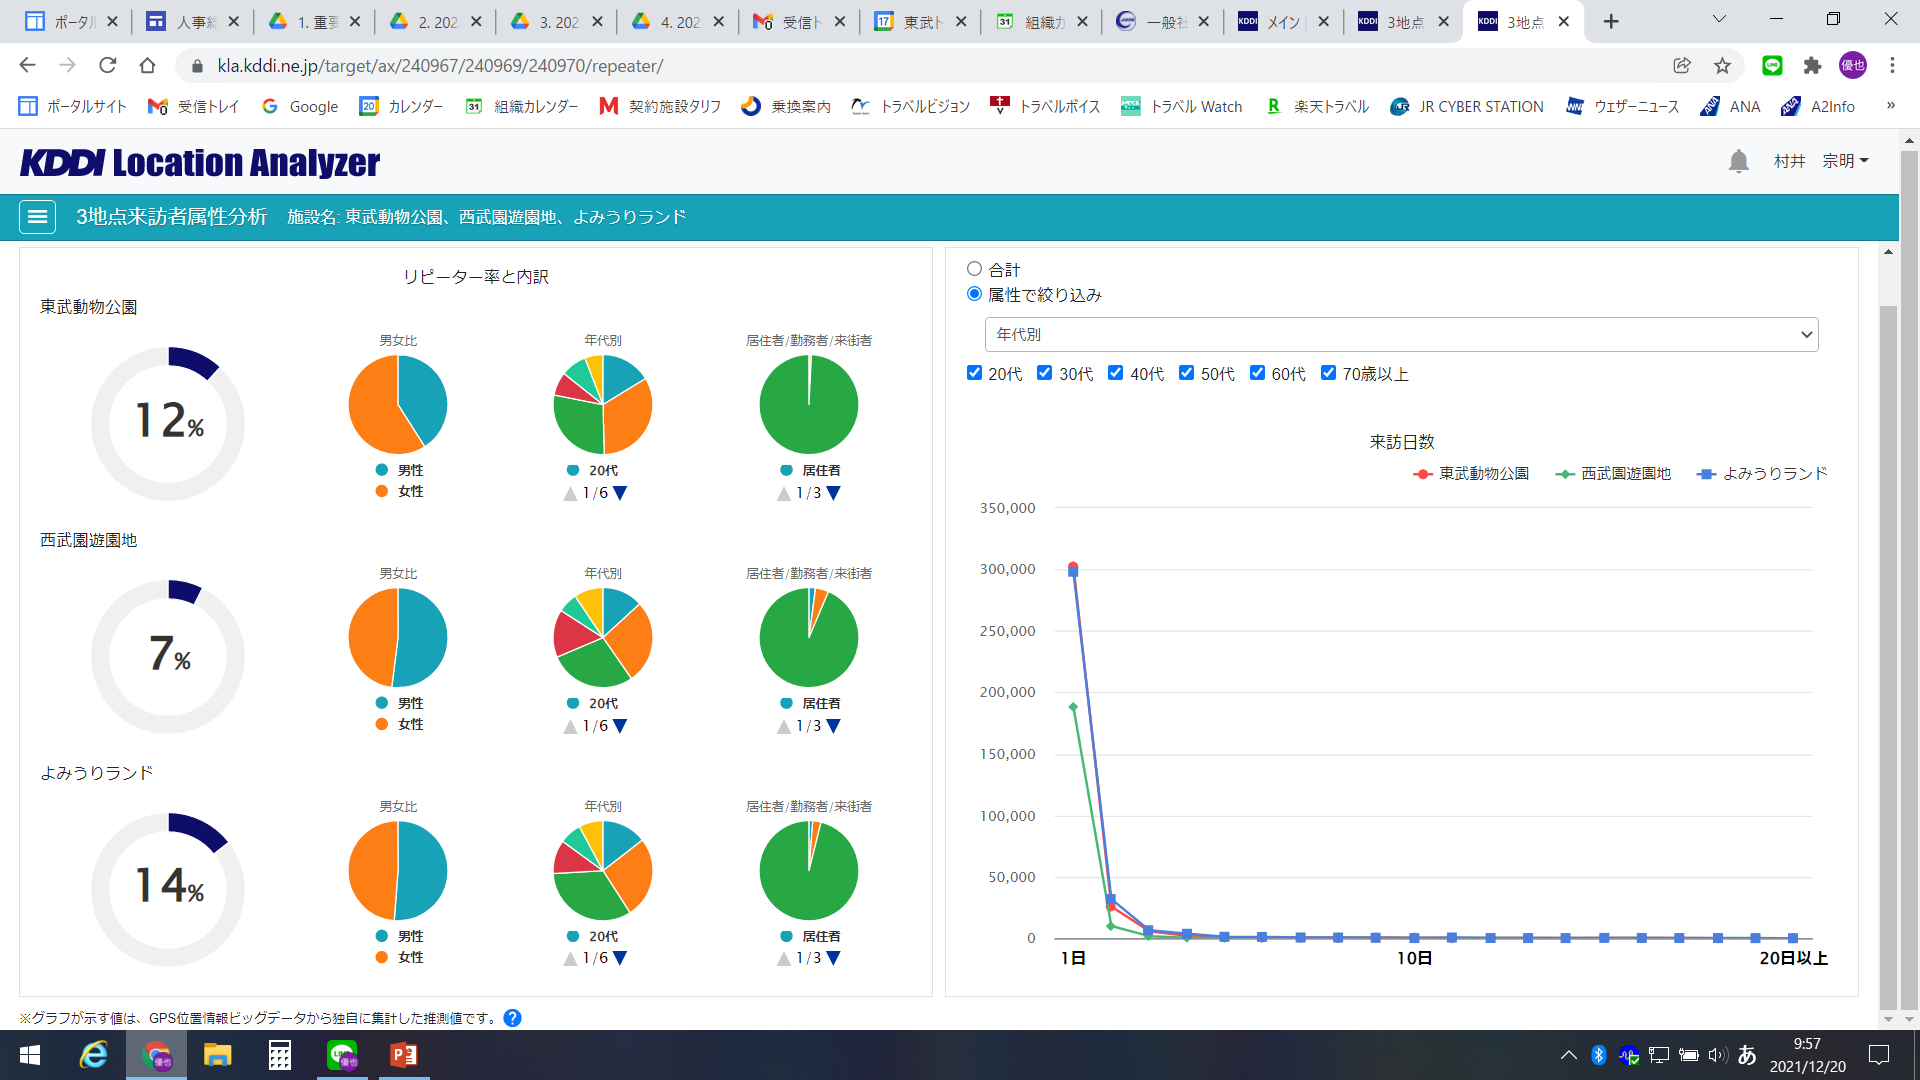 ポータル
人事総
1. 重要
2. 202
3. 202
4. 202
受信ト
東武ト
組織カ
一般社
メイン
3地点
3地点
kla.kddi.ne.jp/target/ax/240967/240969/240970/repeater/
優也
ポータルサイト
受信トレイ
Google
カレンダー
組織カレンダー
契約施設タリフ
乗換案内
トラベルビジョン
トラベルボイス
トラベル Watch
楽天トラベル
JR CYBER STATION
ウェザーニュース
ANA
A2Info
»
KDDI Location Analyzer
村井 宗明
3地点来訪者属性分析 施設名: 東武動物公園、西武園遊園地、よみうりランド
リピーター率と内訳
東武動物公園
12%
男女比
男性
女性
年代別
20代
1/6
居住者/勤務者/来街者
居住者
1/3
西武園遊園地
7%
男女比
男性
女性
年代別
20代
1/6
居住者/勤務者/来街者
居住者
1/3
よみうりランド
14%
男女比
男性
女性
年代別
20代
1/6
居住者/勤務者/来街者
居住者
1/3
合計
属性で絞り込み
年代別
20代 30代 40代 50代 60代 70歳以上
来訪日数
東武動物公園 西武園遊園地 よみうりランド
350,000
300,000
250,000
200,000
150,000
100,000
50,000
0
1日 10日 20日以上
※グラフが示す値は、GPS位置情報ビッグデータから独自に集計した推測値です。 ?
あ
9:57
2021/12/20